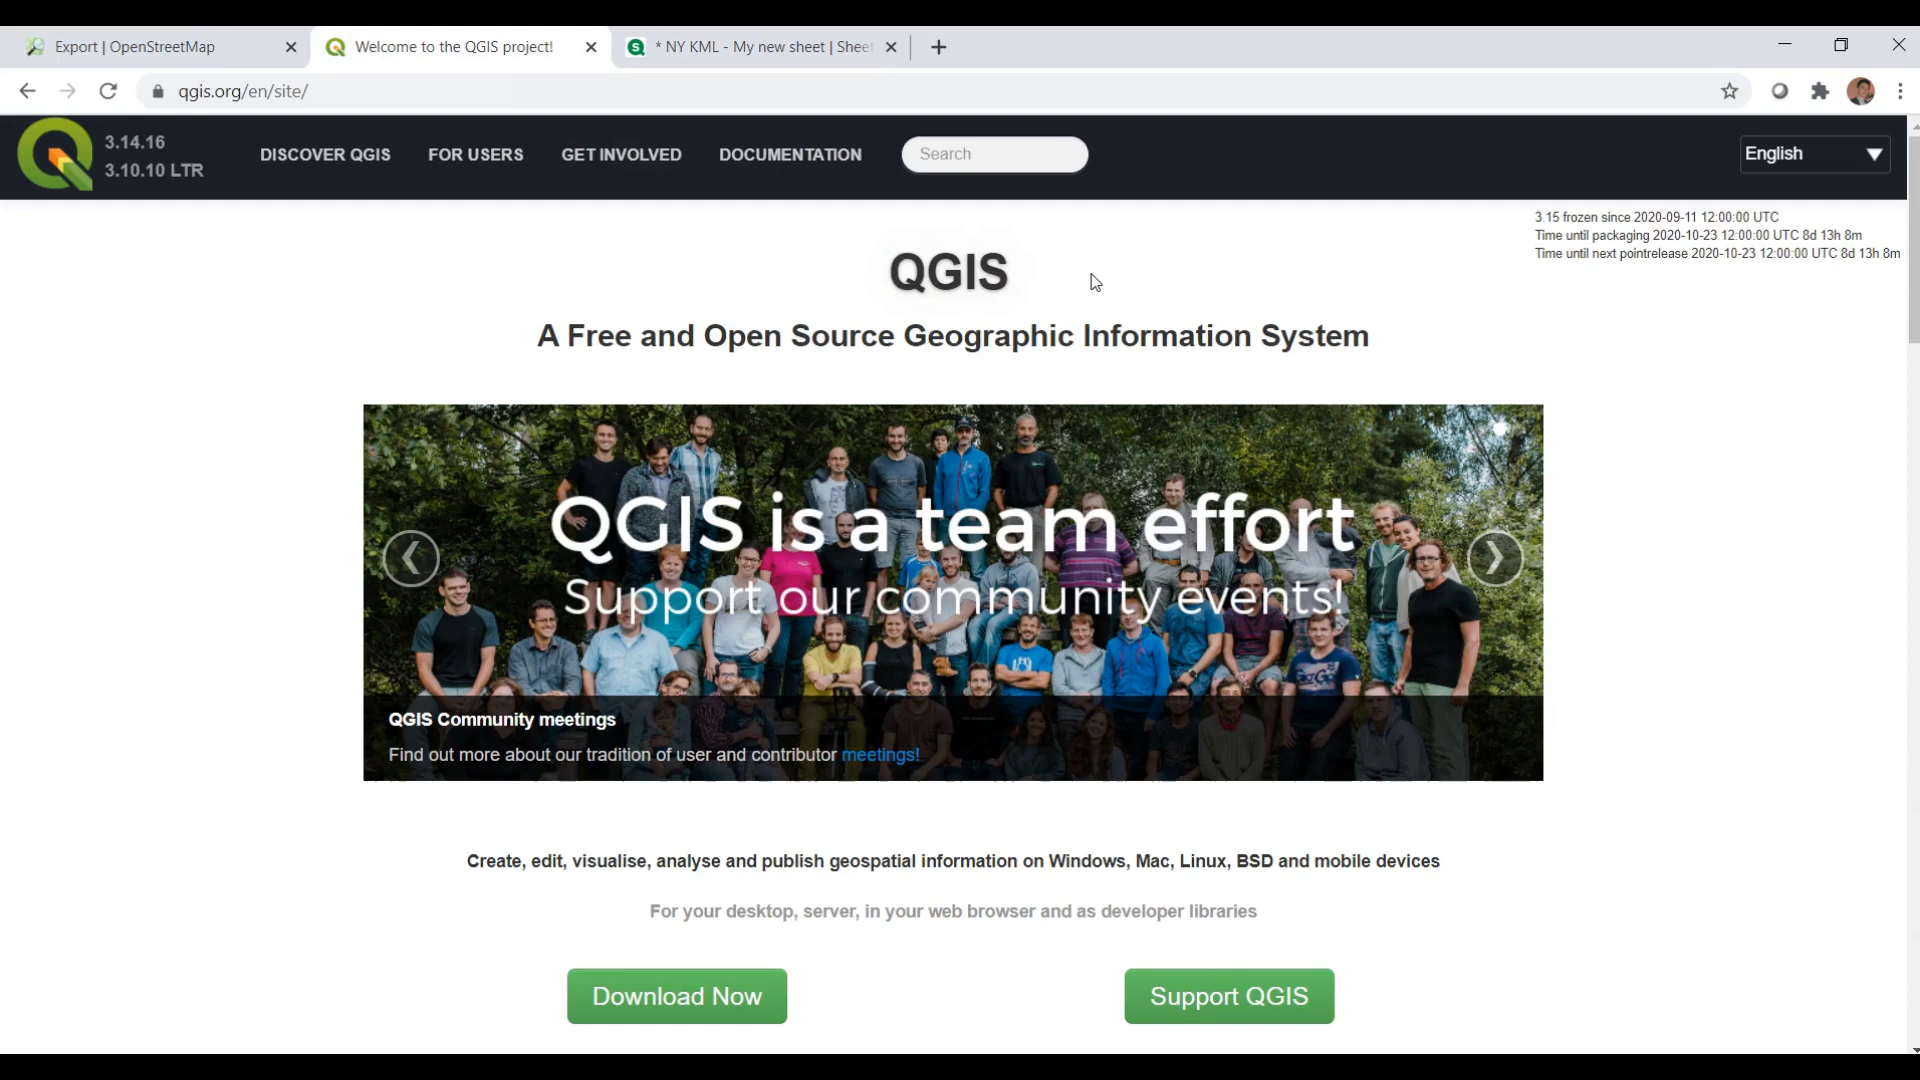 Export | OpenStreetMap
Welcome to the QGIS project!
* NY KML - My new sheet | Sheet
qgis.org/en/site/
3.14.16
3.10.10 LTR
DISCOVER QGIS
FOR USERS
GET INVOLVED
DOCUMENTATION
Search
English
3.15 frozen since 2020-09-11 12:00:00 UTC
Time until packaging 2020-10-23 12:00:00 UTC 8d 13h 8m
Time until next pointrelease 2020-10-23 12:00:00 UTC 8d 13h 8m
QGIS
A Free and Open Source Geographic Information System
QGIS is a team effort
Support our community events!
QGIS Community meetings
Find out more about our tradition of user and contributor meetings!
Create, edit, visualise, analyse and publish geospatial information on Windows, Mac, Linux, BSD and mobile devices
For your desktop, server, in your web browser and as developer libraries
Download Now
Support QGIS